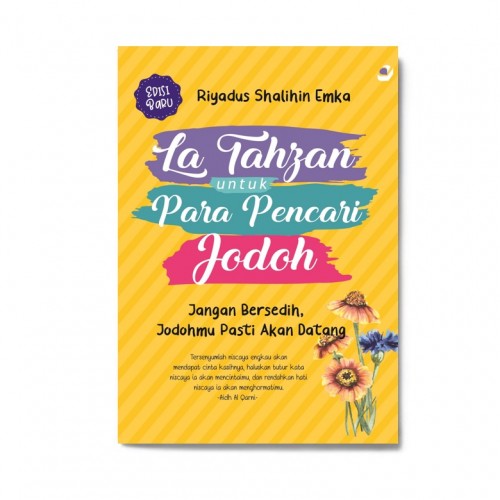 EDISI
BARU
Riyadus Shalihin Emka
La Tahzan
untuk
Para Pencari
Jodoh
Jangan Bersedih,
Jodohmu Pasti Akan Datang
Tersenyumlah niscaya engkau akan
mendapat cinta kasihnya, haluskan tutur kata
niscaya ia akan mencintaimu, dan rendahkan hati
niscaya ia akan menghormatimu.
-Aidh Al Qarni-